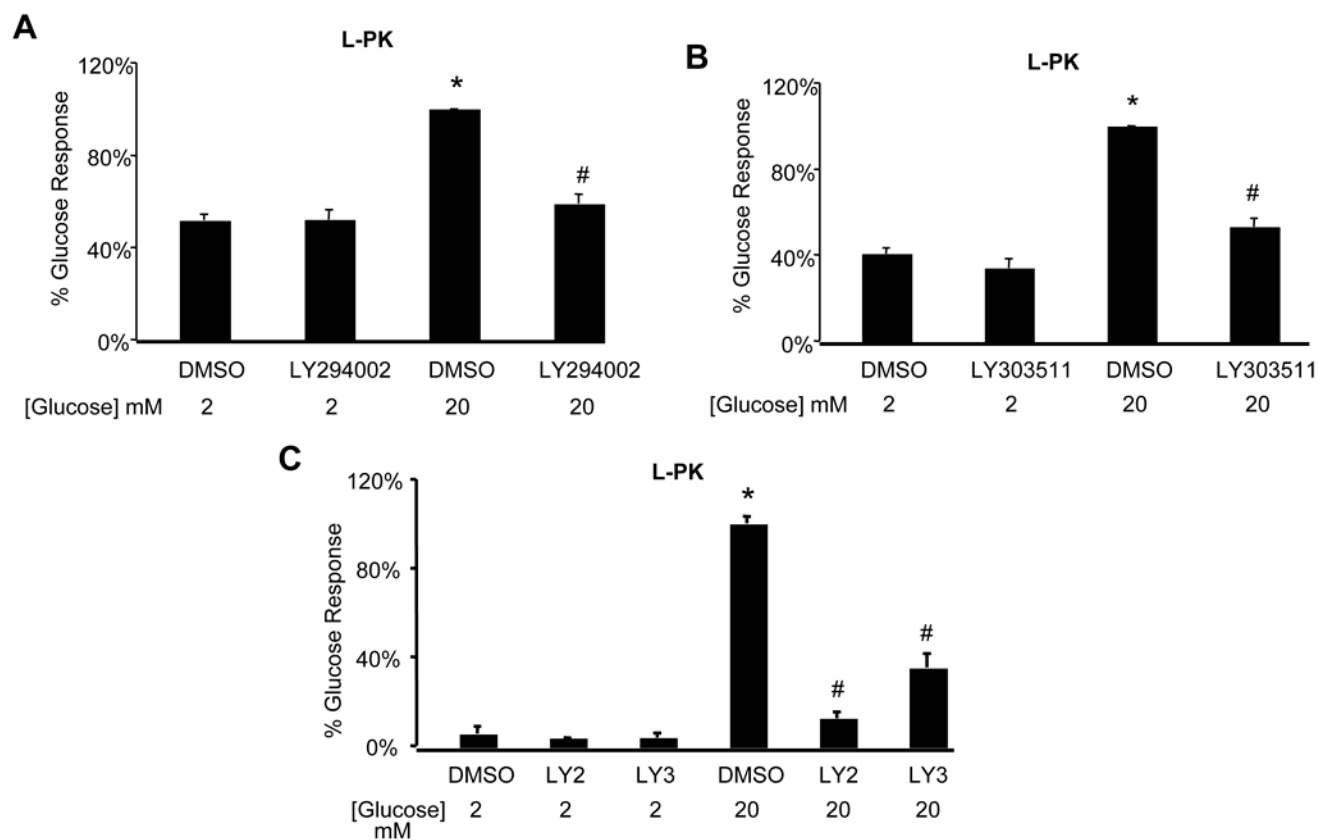 A
L-PK
% Glucose Response
120%
80%
40%
0%
*
#
DMSO LY294002 DMSO LY294002
[Glucose] mM 2 2 20 20
B
L-PK
% Glucose Response
120%
80%
40%
0%
*
#
DMSO LY303511 DMSO LY303511
[Glucose] mM 2 2 20 20
C
L-PK
% Glucose Response
120%
80%
40%
0%
*
#
#
DMSO LY2 LY3 DMSO LY2 LY3
[Glucose] 2 2 2 20 20 20
mM